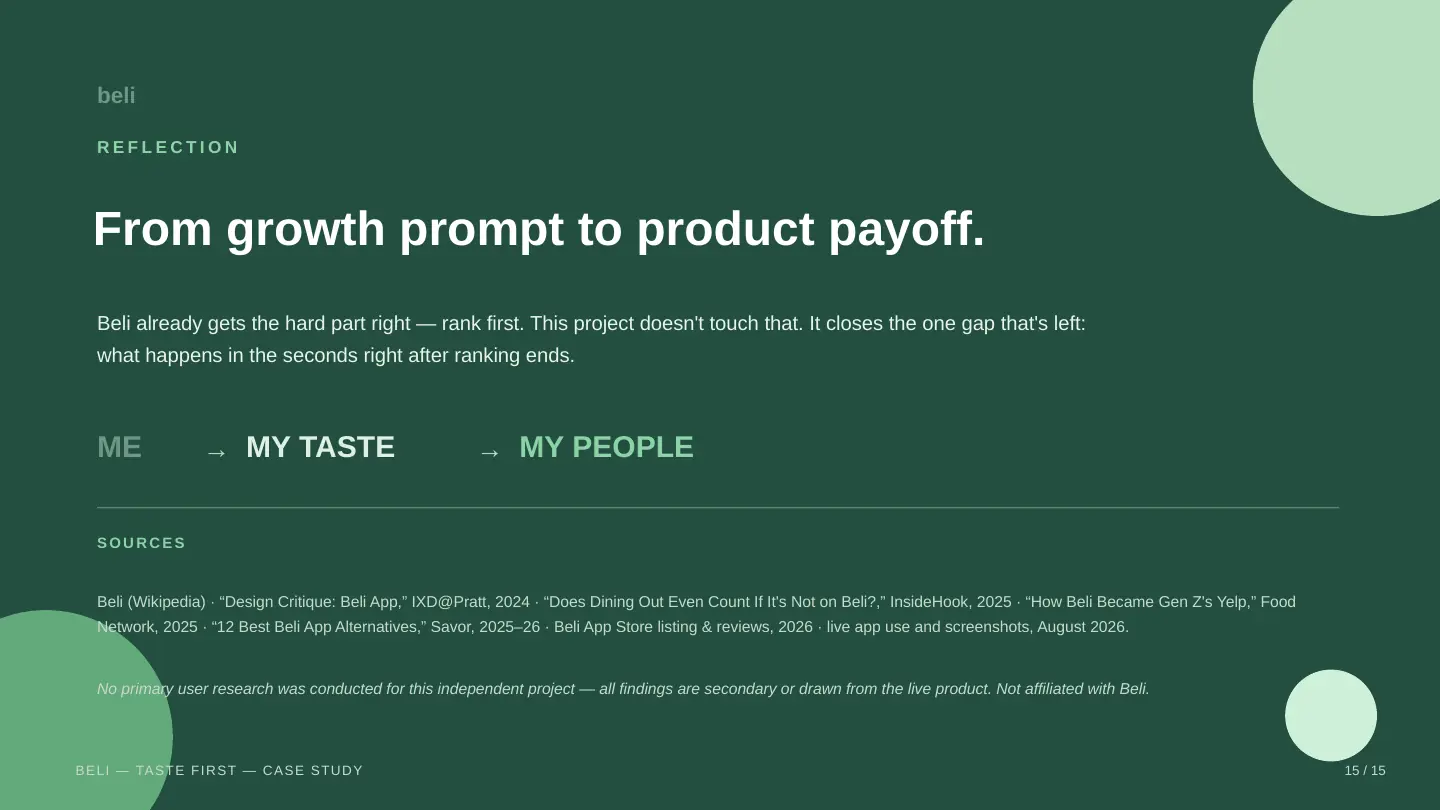 beli
REFLECTION
From growth prompt to product payoff.
Beli already gets the hard part right — rank first. This project doesn't touch that. It closes the one gap that's left:
what happens in the seconds right after ranking ends.
ME → MY TASTE → MY PEOPLE
SOURCES
Beli (Wikipedia) · “Design Critique: Beli App,” IXD@Pratt, 2024 · “Does Dining Out Even Count If It's Not on Beli?,” InsideHook, 2025 · “How Beli Became Gen Z's Yelp,” Food
Network, 2025 · “12 Best Beli App Alternatives,” Savor, 2025–26 · Beli App Store listing & reviews, 2026 · live app use and screenshots, August 2026.
No primary user research was conducted for this independent project — all findings are secondary or drawn from the live product. Not affiliated with Beli.
BELI — TASTE FIRST — CASE STUDY
15 / 15